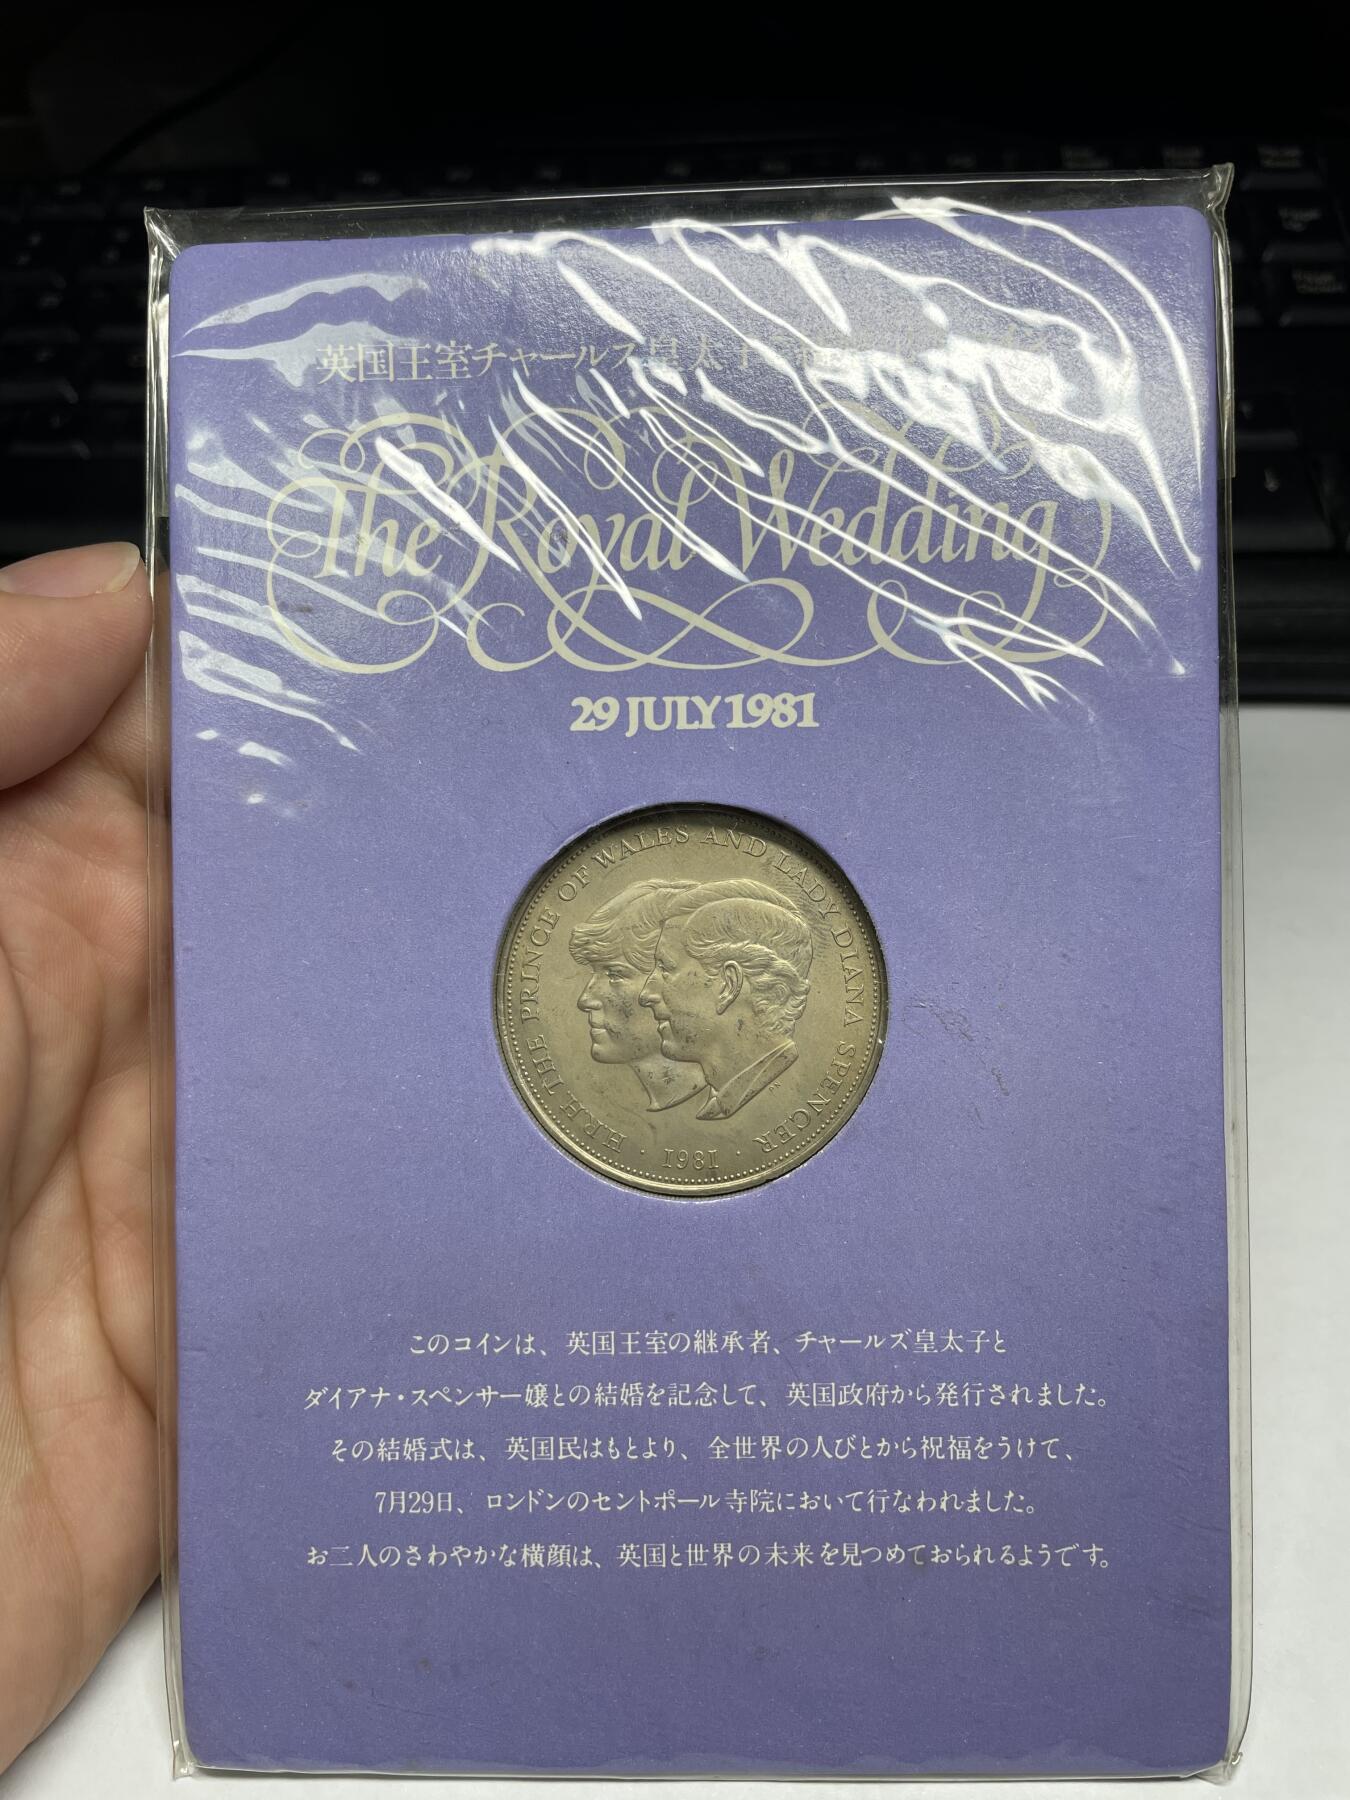 英国王室チャールズ皇太子ご
The Royal Wedding
29 JULY 1981
H.R.H. THE PRINCE OF WALES AND LADY DIANA SPENCER
· 1981 ·
このコインは、英国王室の継承者、チャールズ皇太子と
ダイアナ・スペンサー嬢との結婚を記念して、英国政府から発行されました。
その結婚式は、英国民はもとより、全世界の人びとから祝福をうけて、
7月29日、ロンドンのセントポール寺院において行なわれました。
お二人のさわやかな横顔は、英国と世界の未来を見つめておられるようです。